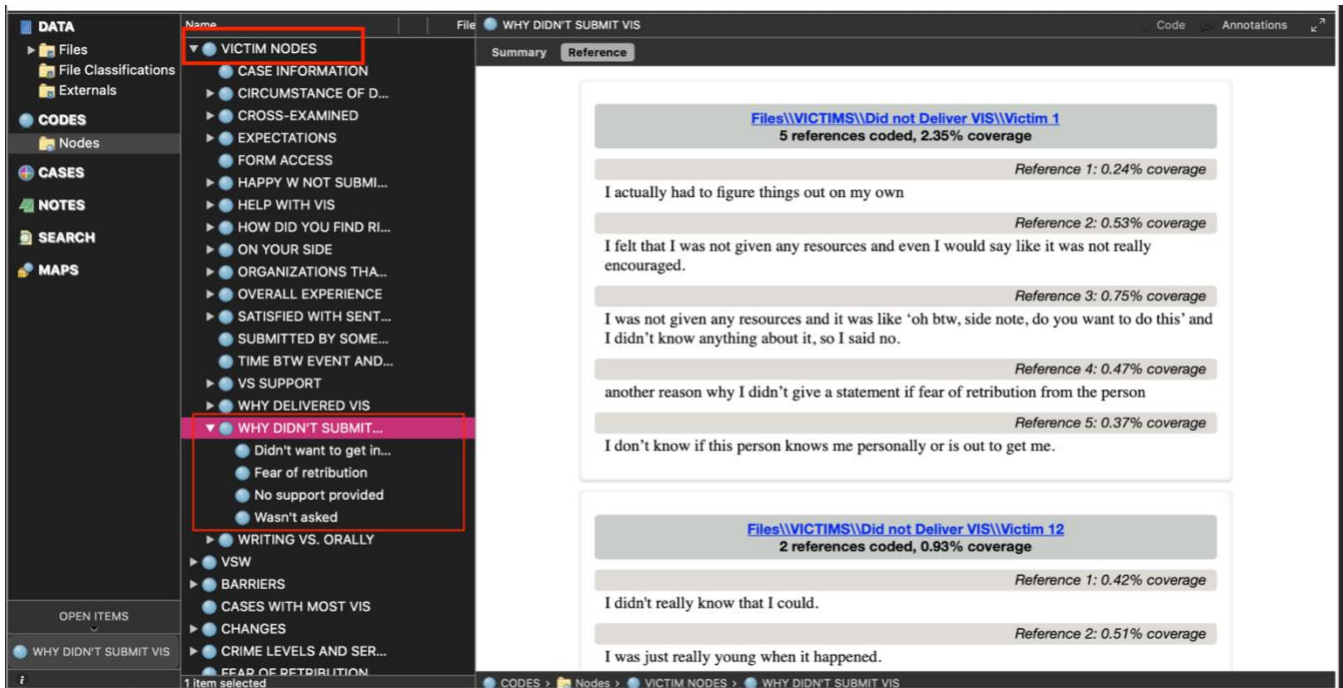 DATA
Files
File Classifications
Externals
CODES
Nodes
CASES
NOTES
SEARCH
MAPS
OPEN ITEMS
WHY DIDN'T SUBMIT VIS
Name
File
VICTIM NODES
CASE INFORMATION
CIRCUMSTANCE OF D...
CROSS-EXAMINED
EXPECTATIONS
FORM ACCESS
HAPPY W NOT SUBMI...
HELP WITH VIS
HOW DID YOU FIND RI...
ON YOUR SIDE
ORGANIZATIONS THA...
OVERALL EXPERIENCE
SATISFIED WITH SENT...
SUBMITTED BY SOME...
TIME BTW EVENT AND...
VS SUPPORT
WHY DELIVERED VIS
WHY DIDN'T SUBMIT...
Didn't want to get in...
Fear of retribution
No support provided
Wasn't asked
WRITING VS. ORALLY
VSW
BARRIERS
CASES WITH MOST VIS
CHANGES
CRIME LEVELS AND SER...
FEAR OF RETRIBUTION
1 item selected
WHY DIDN'T SUBMIT VIS
Code
Annotations
Summary
Reference
Files\\VICTIMS\\Did not Deliver VIS\\Victim 1
5 references coded, 2.35% coverage
Reference 1: 0.24% coverage
I actually had to figure things out on my own
Reference 2: 0.53% coverage
I felt that I was not given any resources and even I would say like it was not really
encouraged.
Reference 3: 0.75% coverage
I was not given any resources and it was like ‘oh btw, side note, do you want to do this’ and
I didn’t know anything about it, so I said no.
Reference 4: 0.47% coverage
another reason why I didn’t give a statement if fear of retribution from the person
Reference 5: 0.37% coverage
I don’t know if this person knows me personally or is out to get me.
Files\\VICTIMS\\Did not Deliver VIS\\Victim 12
2 references coded, 0.93% coverage
Reference 1: 0.42% coverage
I didn't really know that I could.
Reference 2: 0.51% coverage
I was just really young when it happened.
CODES > Nodes > VICTIM NODES > WHY DIDN'T SUBMIT VIS